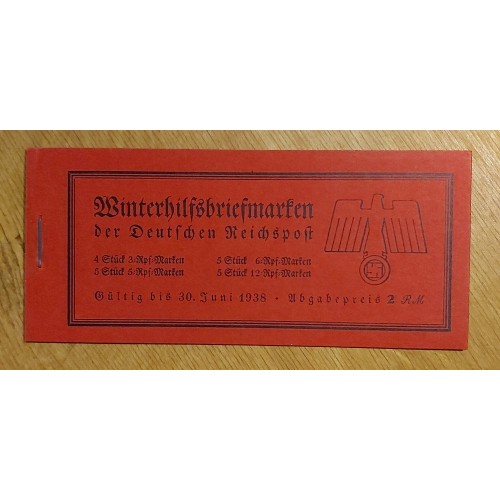 Winterhilfsbriefmarken
der Deutschen Reichspost
4 Stück 3-Rpf-Marken 5 Stück 6-Rpf-Marken
5 Stück 5-Rpf-Marken 5 Stück 12-Rpf-Marken
Gültig bis 30. Juni 1938 · Abgabepreis 2 RM